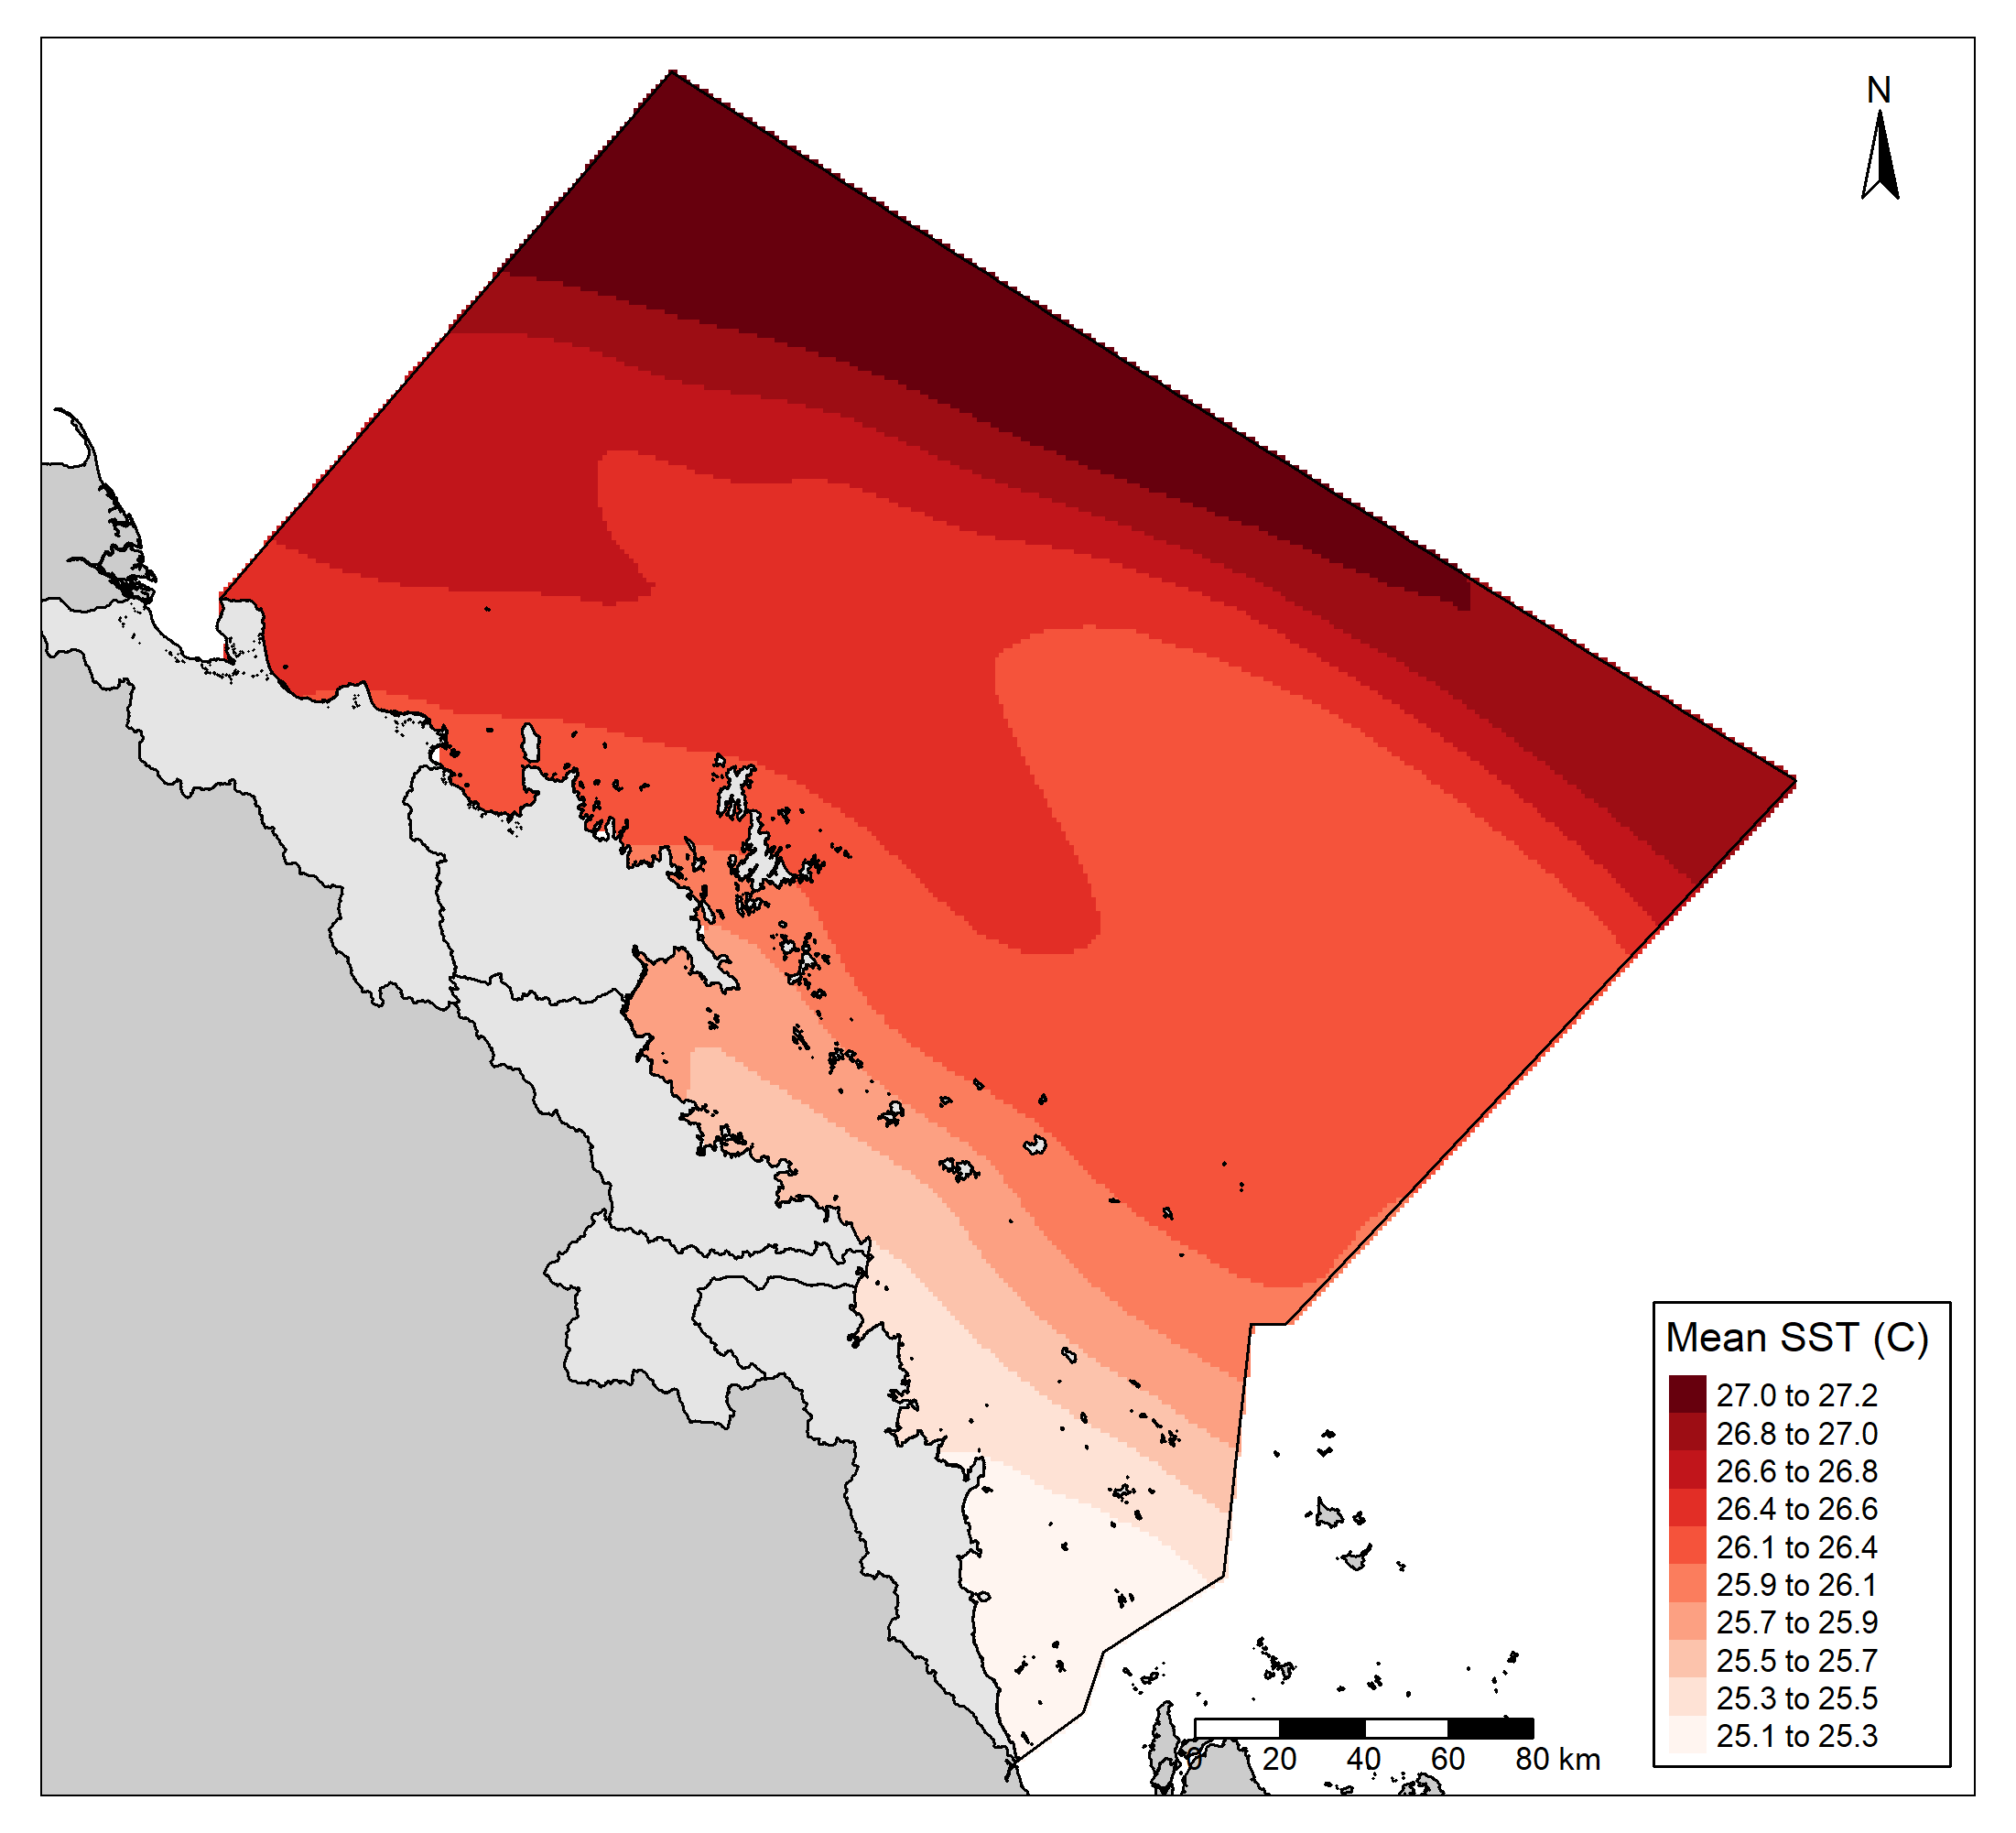 N
Mean SST (C)
27.0 to 27.2
26.8 to 27.0
26.6 to 26.8
26.4 to 26.6
26.1 to 26.4
25.9 to 26.1
25.7 to 25.9
25.5 to 25.7
25.3 to 25.5
25.1 to 25.3
0 20 40 60 80 km